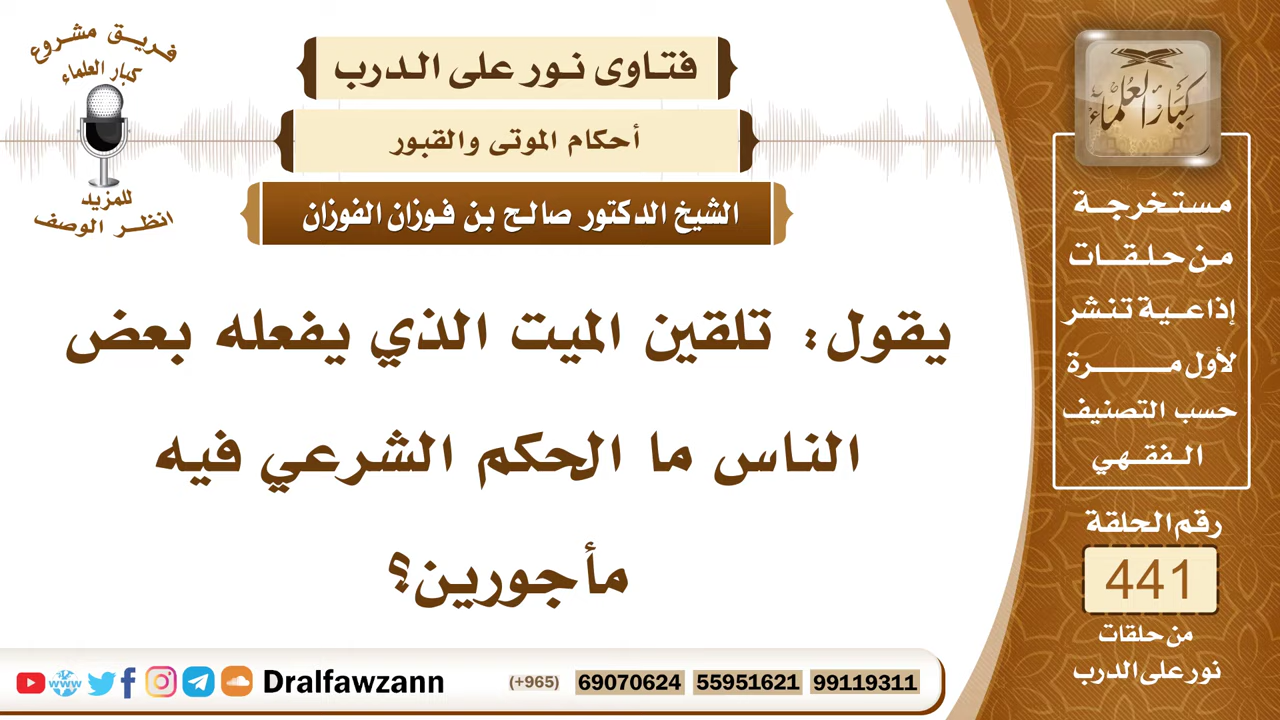 فريق مشروع
كبار العلماء
للمزيد
انظر الوصف
فتاوى نور على الدرب
أحكام الموتى والقبور
الشيخ الدكتور صالح بن فوزان الفوزان
يقول: تلقين الميت الذي يفعله بعض
الناس ما الحكم الشرعي فيه
مأجورين؟
كبار العلماء
مستخرجة
من حلقات
إذاعية تنشر
لأول مرة
حسب التصنيف
الفقهي
رقم الحلقة
441
من حلقات
نور على الدرب
www
Dralfawzann
(+965) 69070624 55951621 99119311